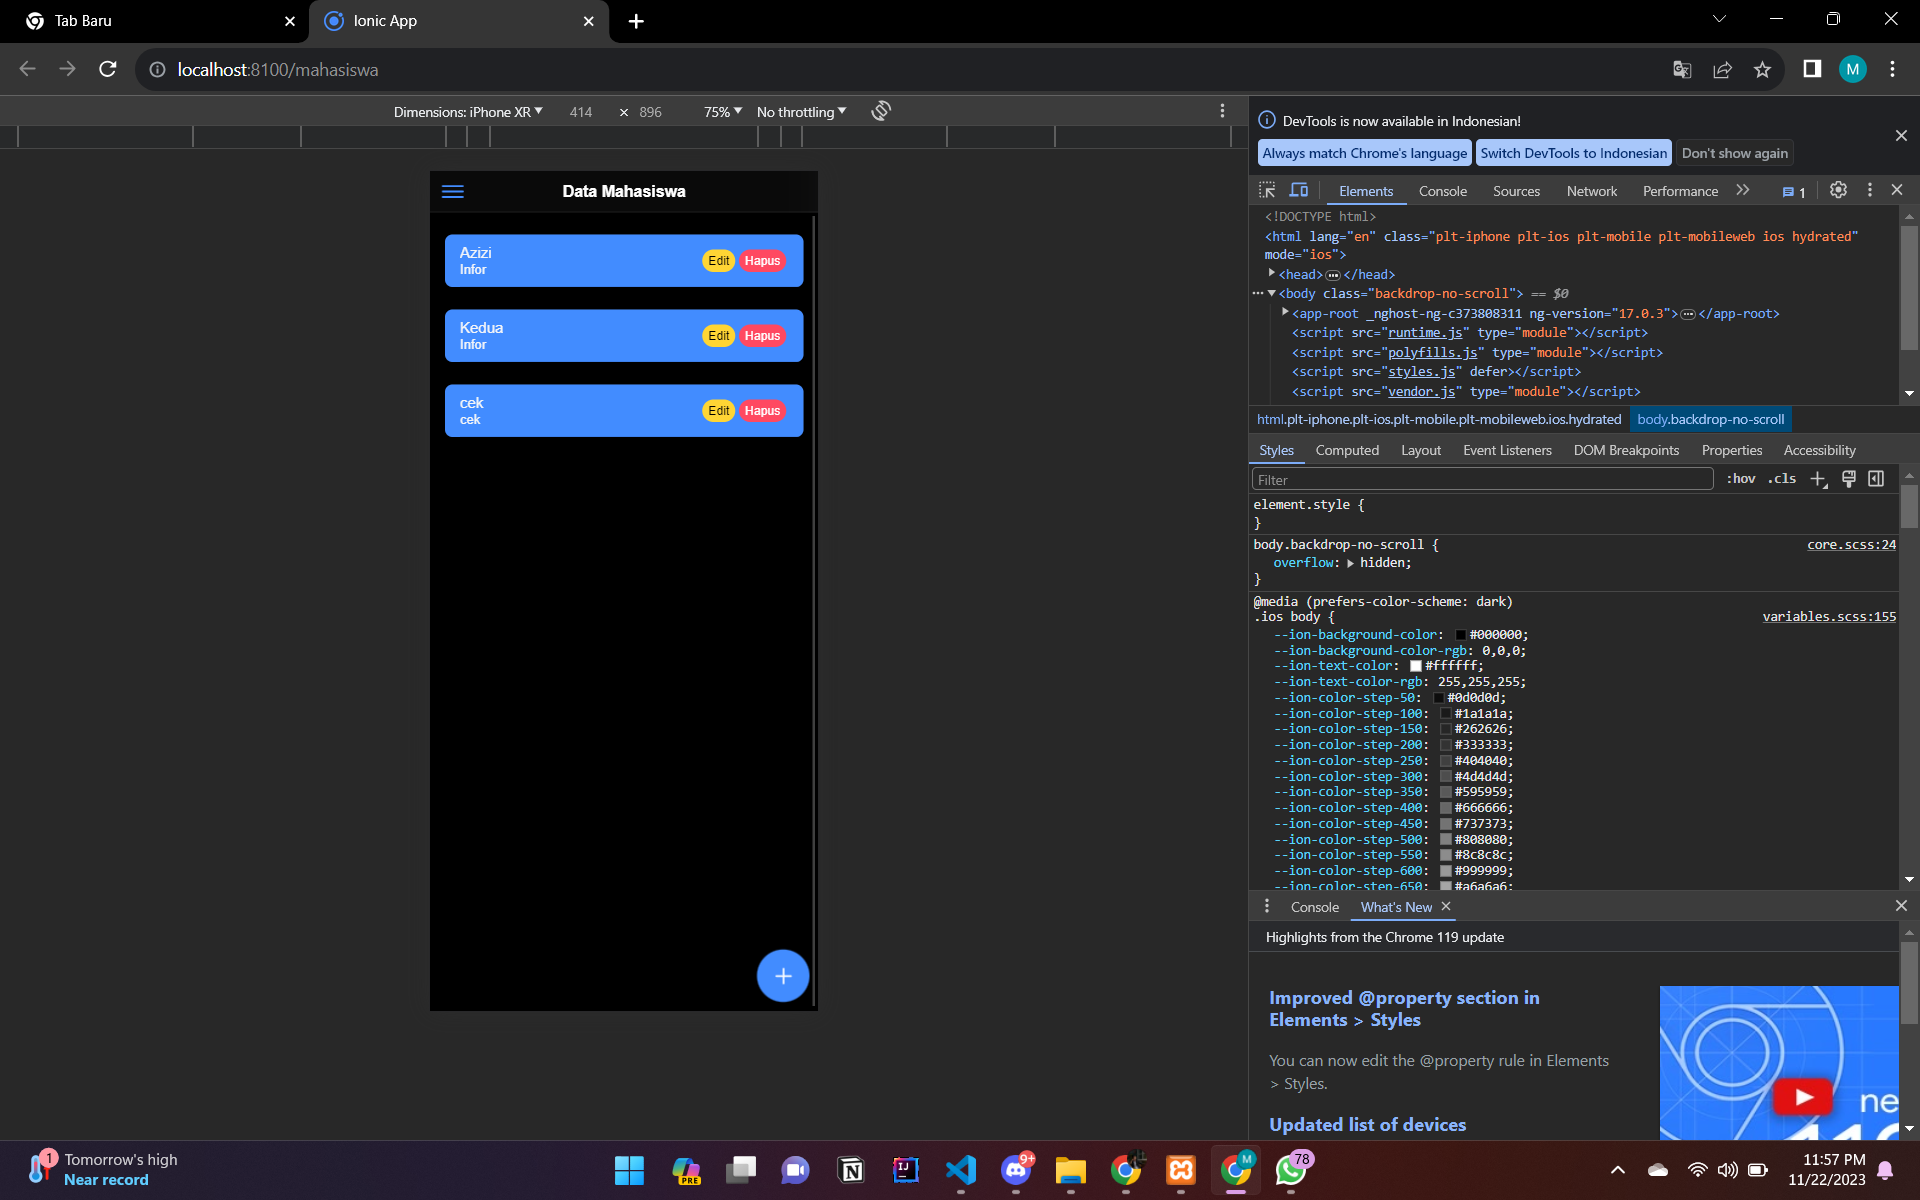 Tab Baru
Ionic App
localhost:8100/mahasiswa
M
Dimensions: iPhone XR
414 × 896
75%
No throttling
Data Mahasiswa
Azizi
Infor
Edit
Hapus
Kedua
Infor
Edit
Hapus
cek
cek
Edit
Hapus
DevTools is now available in Indonesian!
Always match Chrome's language
Switch DevTools to Indonesian
Don't show again
Elements
Console
Sources
Network
Performance
1
<!DOCTYPE html>
<html lang="en" class="plt-iphone plt-ios plt-mobile plt-mobileweb ios hydrated"
mode="ios">
<head>…</head>
<body class="backdrop-no-scroll"> == $0
<app-root _nghost-ng-c373808311 ng-version="17.0.3">…</app-root>
<script src="runtime.js" type="module"></script>
<script src="polyfills.js" type="module"></script>
<script src="styles.js" defer></script>
<script src="vendor.js" type="module"></script>
html.plt-iphone.plt-ios.plt-mobile.plt-mobileweb.ios.hydrated
body.backdrop-no-scroll
Styles
Computed
Layout
Event Listeners
DOM Breakpoints
Properties
Accessibility
Filter
:hov
.cls
element.style {
}
body.backdrop-no-scroll {
core.scss:24
overflow: hidden;
}
@media (prefers-color-scheme: dark)
.ios body {
variables.scss:155
--ion-background-color: #000000;
--ion-background-color-rgb: 0,0,0;
--ion-text-color: #ffffff;
--ion-text-color-rgb: 255,255,255;
--ion-color-step-50: #0d0d0d;
--ion-color-step-100: #1a1a1a;
--ion-color-step-150: #262626;
--ion-color-step-200: #333333;
--ion-color-step-250: #404040;
--ion-color-step-300: #4d4d4d;
--ion-color-step-350: #595959;
--ion-color-step-400: #666666;
--ion-color-step-450: #737373;
--ion-color-step-500: #808080;
--ion-color-step-550: #8c8c8c;
--ion-color-step-600: #999999;
--ion-color-step-650: #a6a6a6;
Console
What's New
Highlights from the Chrome 119 update
Improved @property section in
Elements > Styles
You can now edit the @property rule in Elements
> Styles.
Updated list of devices
ne
1
Tomorrow's high
Near record
PRE
N
IJ
9+
M
78
11:57 PM
11/22/2023